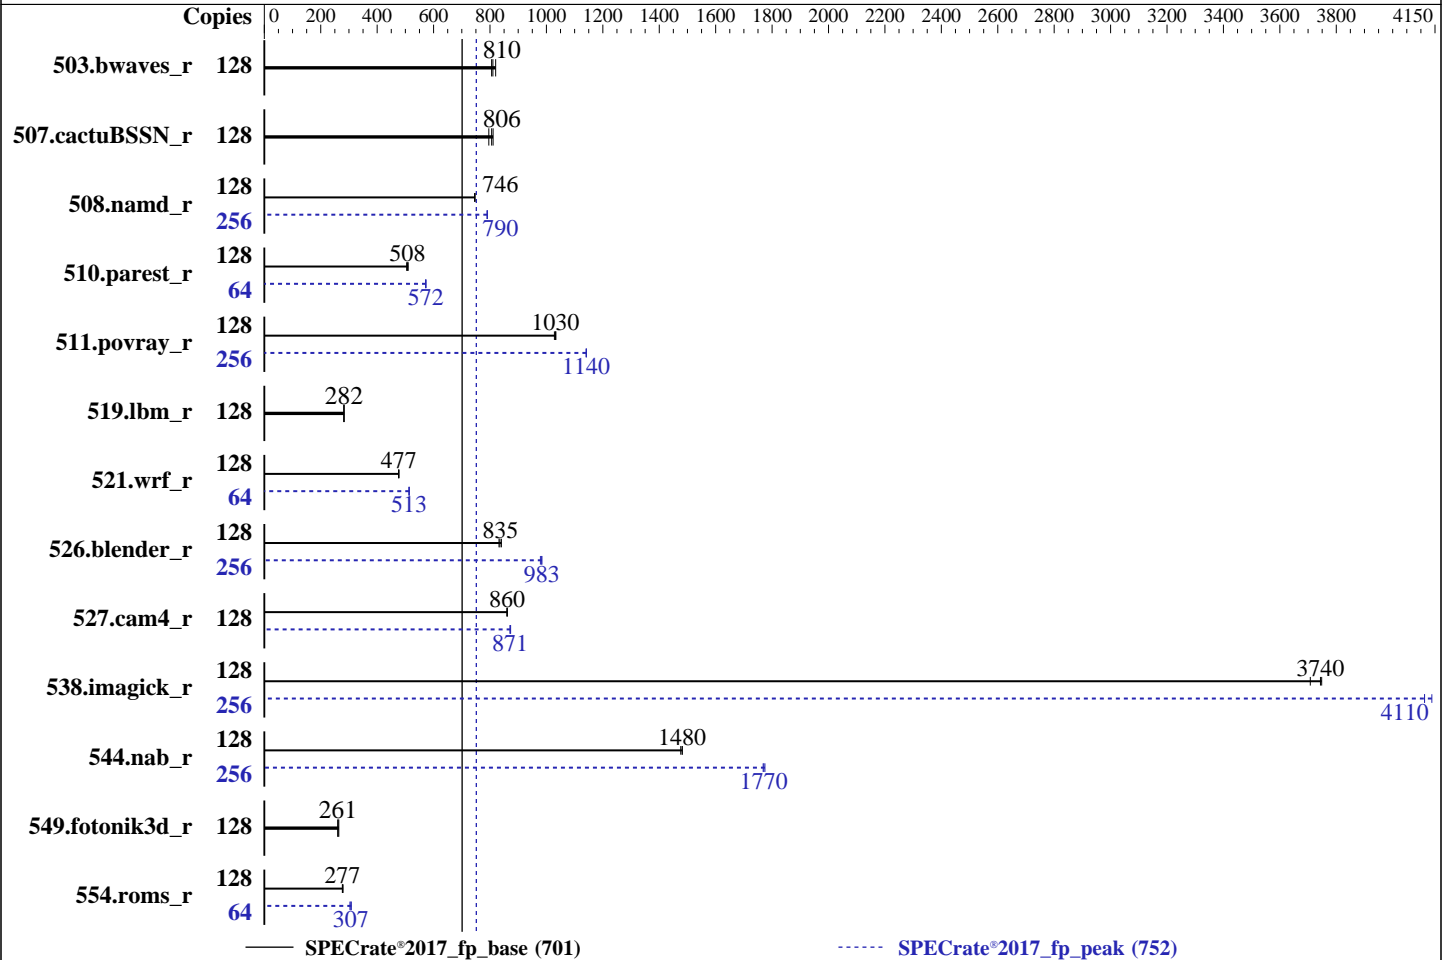 Copies 0 200 400 600 800 1000 1200 1400 1600 1800 2000 2200 2400 2600 2800 3000 3200 3400 3600 3800 4150
503.bwaves_r 128 810
507.cactuBSSN_r 128 806
508.namd_r 128 746
256 790
510.parest_r 128 508
64 572
511.povray_r 128 1030
256 1140
519.lbm_r 128 282
521.wrf_r 128 477
64 513
526.blender_r 128 835
256 983
527.cam4_r 128 860
871
538.imagick_r 128 3740
256 4110
544.nab_r 128 1480
256 1770
549.fotonik3d_r 128 261
554.roms_r 128 277
64 307
SPECrate®2017_fp_base (701) SPECrate®2017_fp_peak (752)